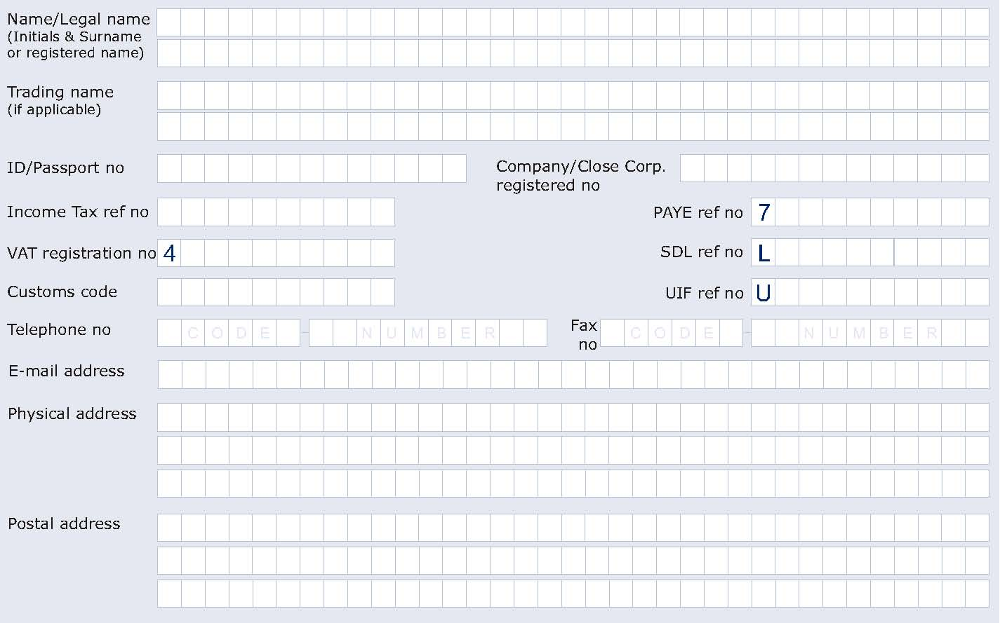 Name/Legal name
(Initials & Surname
or registered name)
Trading name
(if applicable)
ID/Passport no
Company/Close Corp.
registered no
Income Tax ref no
PAYE ref no 7
VAT registration no 4
SDL ref no L
Customs code
UIF ref no U
Telephone no CODE - NUMBER
Fax
no CODE - NUMBER
E-mail address
Physical address
Postal address